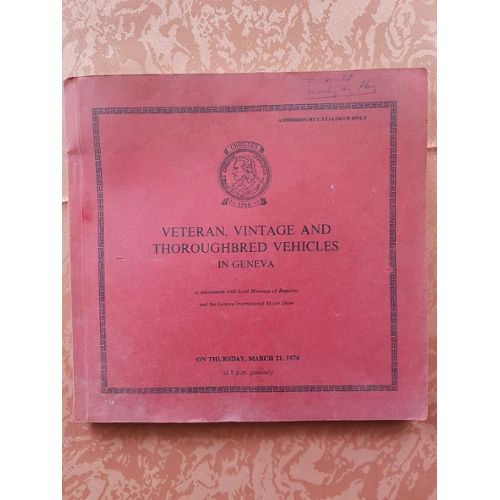 ADMISSION BY CATALOGUE ONLY
CHRISTIE'S
1766
VETERAN, VINTAGE AND
THOROUGHBRED VEHICLES
IN GENEVA
in association with Lord Montagu of Beaulieu
and the Geneva International Motor Show
ON THURSDAY, MARCH 21, 1974
at 8 p.m. precisely